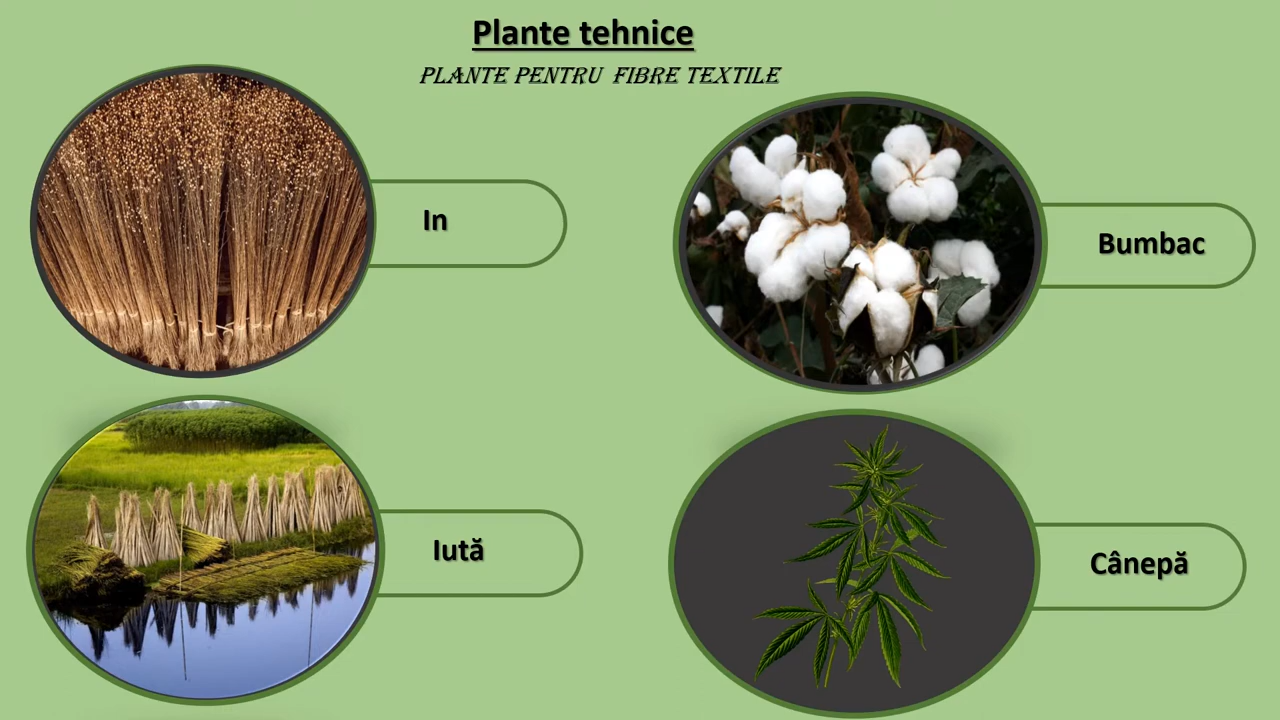 Plante tehnice
PLANTE PENTRU FIBRE TEXTILE
In
Bumbac
Iută
Cânepă